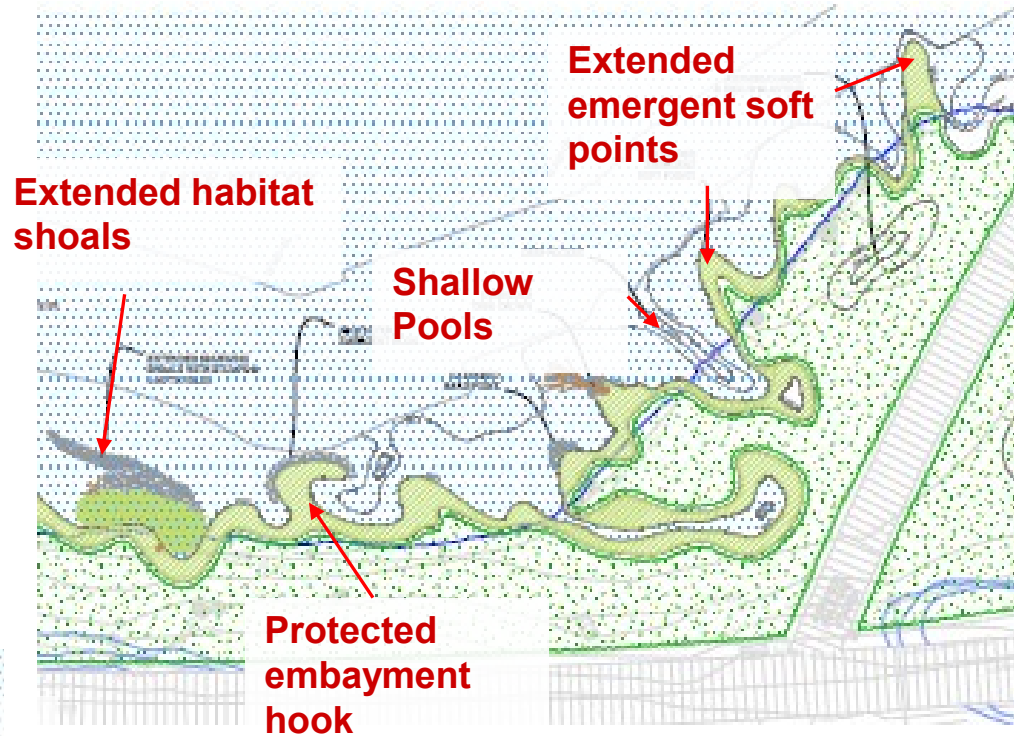 Extended
emergent soft
points
Extended habitat
shoals
Shallow
Pools
Protected
embayment
hook